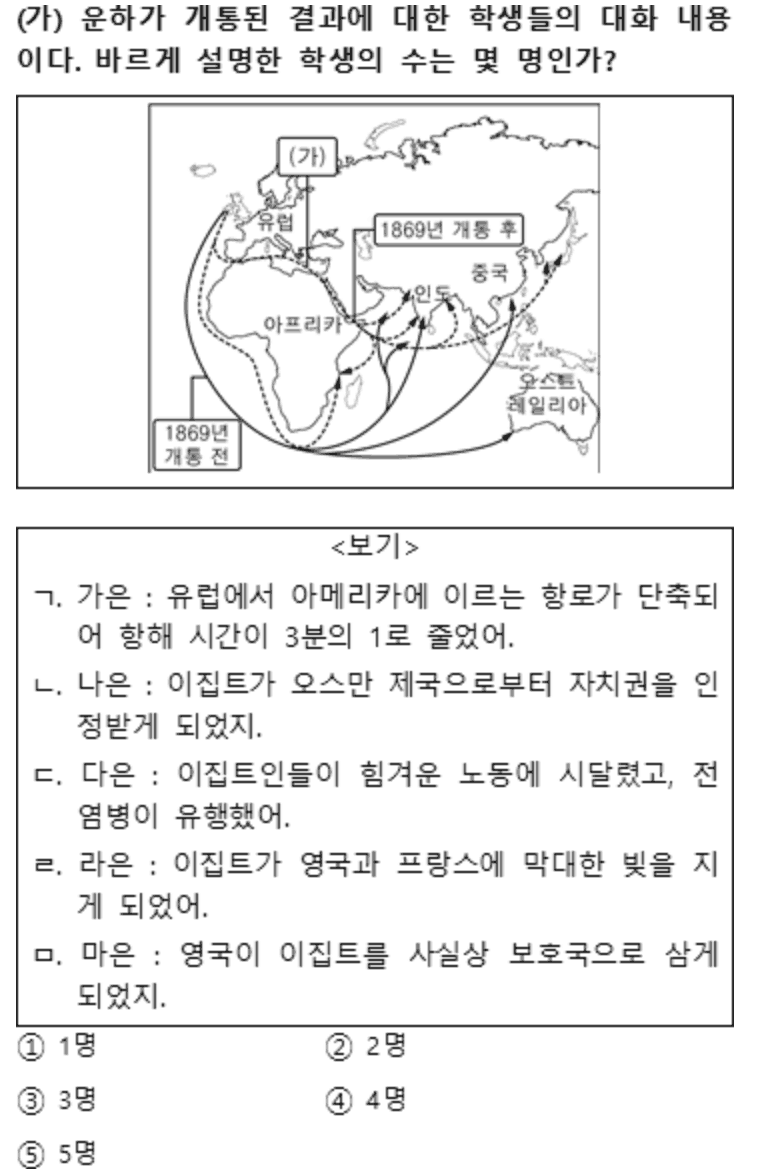 (가) 운하가 개통된 결과에 대한 학생들의 대화 내용
이다. 바르게 설명한 학생의 수는 몇 명인가?
(가)
유럽
1869년 개통 후
중국
인도
아프리카
오스트
레일리아
1869년
개통 전
<보기>
ㄱ. 가은 : 유럽에서 아메리카에 이르는 항로가 단축되
어 항해 시간이 3분의 1로 줄었어.
ㄴ. 나은 : 이집트가 오스만 제국으로부터 자치권을 인
정받게 되었지.
ㄷ. 다은 : 이집트인들이 힘겨운 노동에 시달렸고, 전
염병이 유행했어.
ㄹ. 라은 : 이집트가 영국과 프랑스에 막대한 빚을 지
게 되었어.
ㅁ. 마은 : 영국이 이집트를 사실상 보호국으로 삼게
되었지.
① 1명 ② 2명
③ 3명 ④ 4명
⑤ 5명